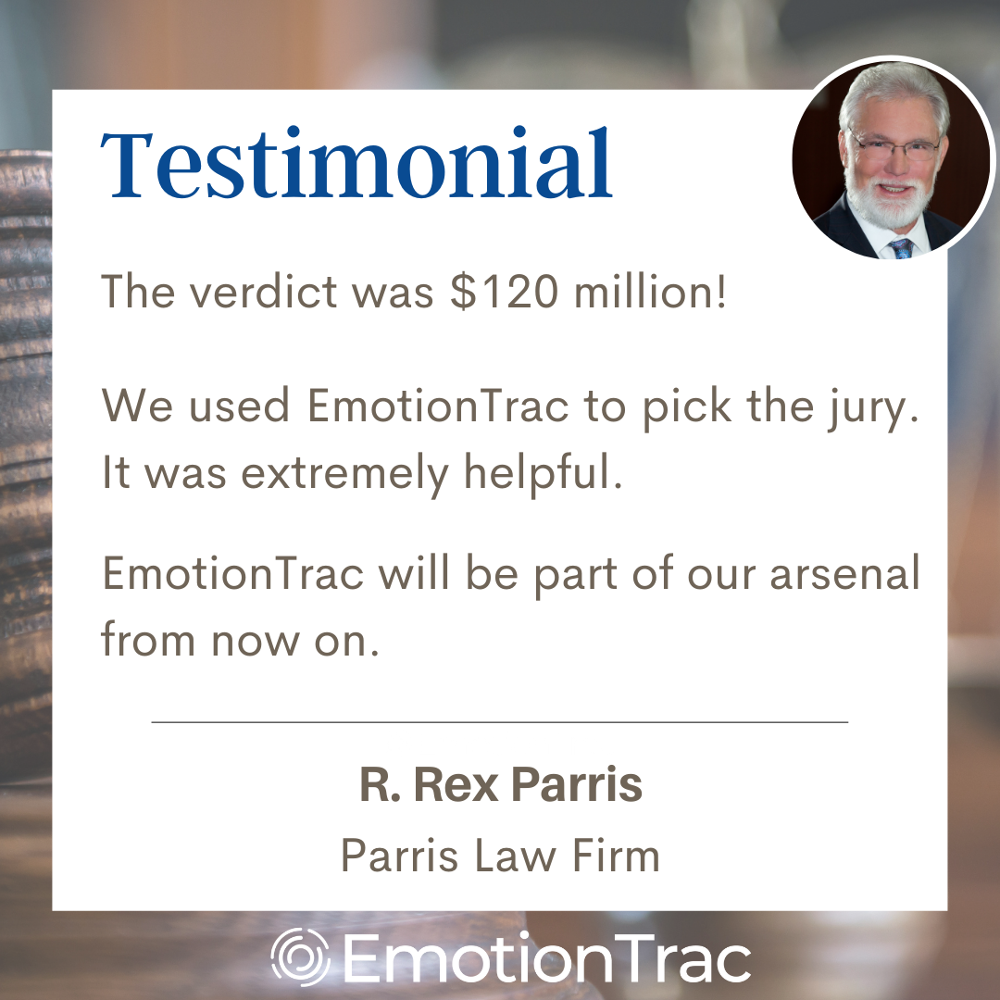 Testimonial
The verdict was $120 million!
We used EmotionTrac to pick the jury.
It was extremely helpful.
EmotionTrac will be part of our arsenal
from now on.
R. Rex Parris
Parris Law Firm
EmotionTrac